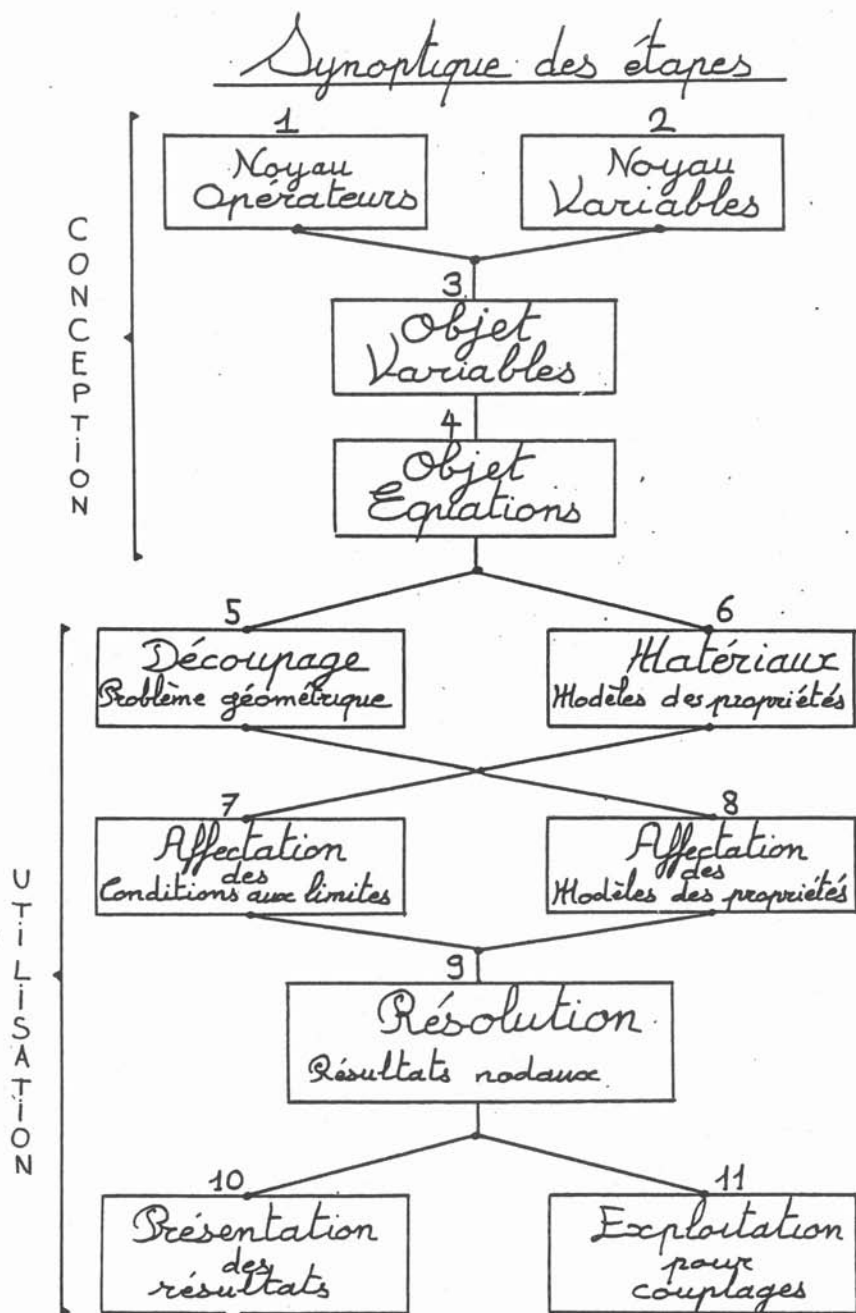 Synoptique des étapes
CONCEPTION
1
Noyau
Opérateurs
2
Noyau
Variables
3
Objet
Variables
4
Objet
Equations
UTILISATION
5
Découpage
Problème géométrique
6
Matériaux
Modèles des propriétés
7
Affectation
des
Conditions aux limites
8
Affectation
des
Modèles des propriétés
9
Résolution
Résultats nodaux
10
Présentation
des
résultats
11
Exploitation
pour
couplages